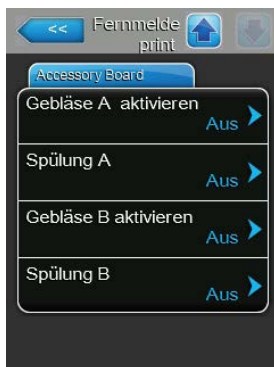 << Fernmelde
print
Accessory Board
Gebläse A aktivieren
Aus
Spülung A
Aus
Gebläse B aktivieren
Aus
Spülung B
Aus